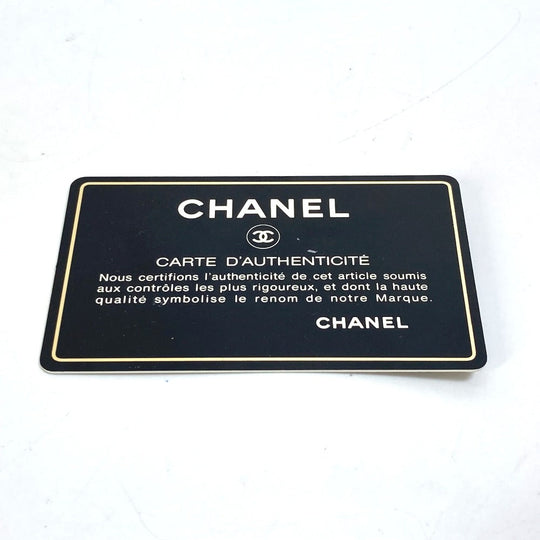 CHANEL
CARTE D'AUTHENTICITÉ
Nous certifions l'authenticité de cet article soumis
aux contrôles les plus rigoureux, et dont la haute
qualité symbolise le renom de notre Marque.
CHANEL